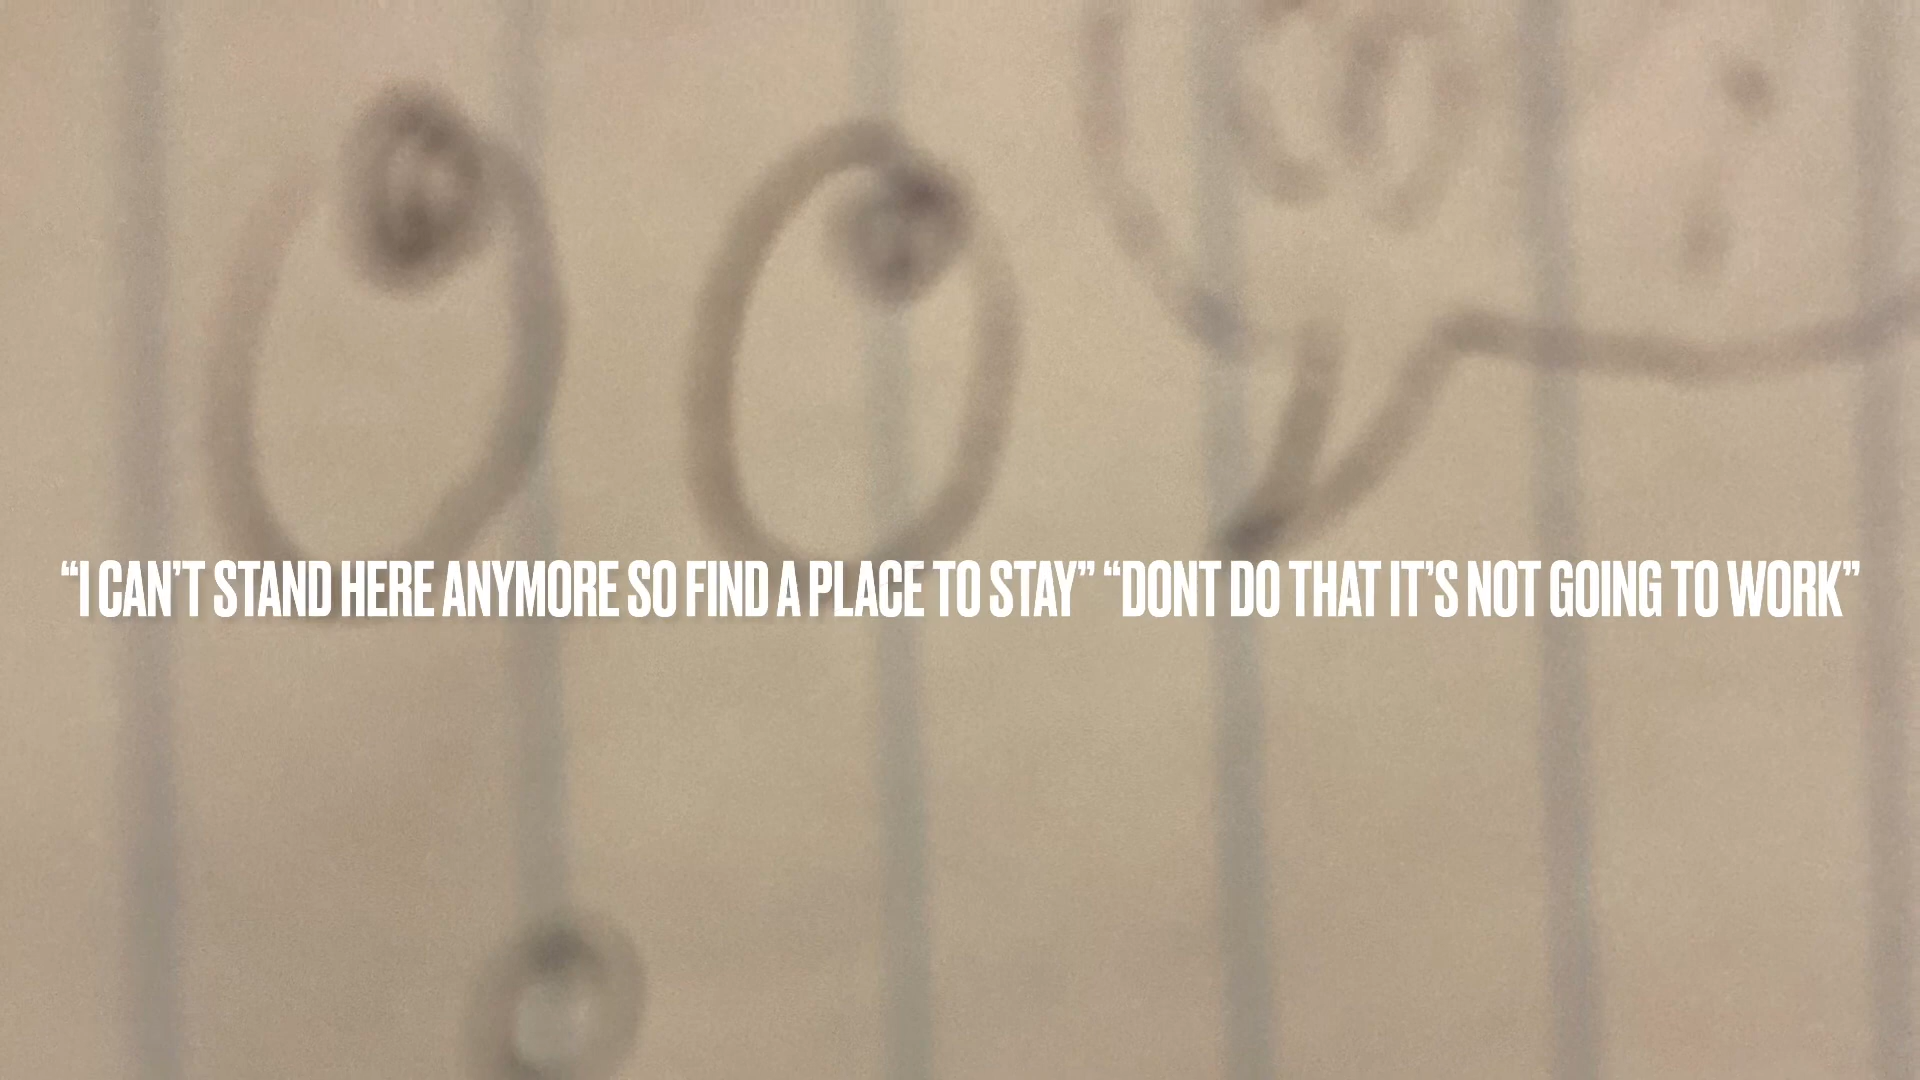 “I CAN’T STAND HERE ANYMORE SO FIND A PLACE TO STAY” “DONT DO THAT IT’S NOT GOING TO WORK”